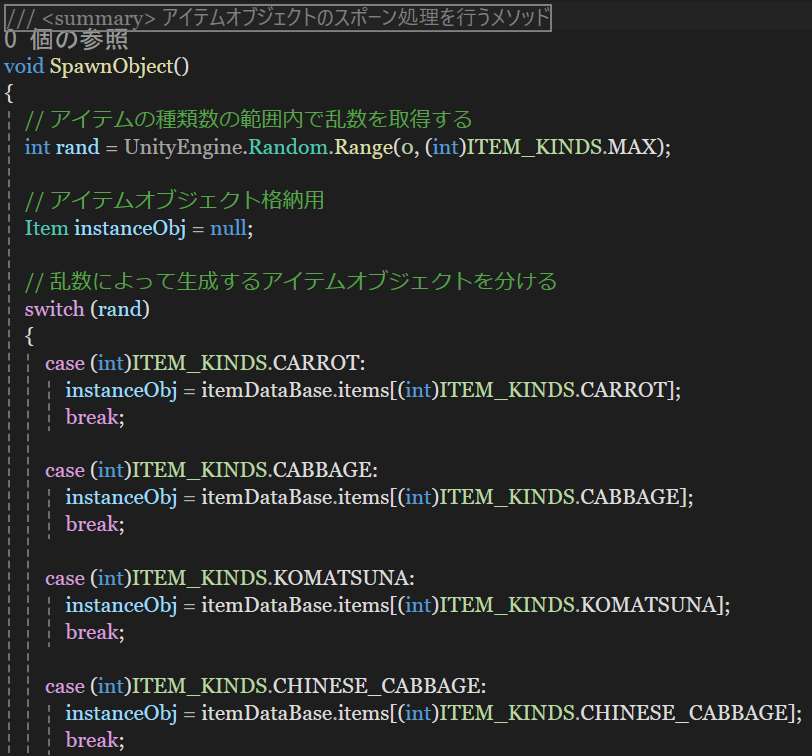 /// <summary> アイテムオブジェクトのスポーン処理を行うメソッド
0 個の参照
void SpawnObject()
{
// アイテムの種類数の範囲内で乱数を取得する
int rand = UnityEngine.Random.Range(0, (int)ITEM_KINDS.MAX);
// アイテムオブジェクト格納用
Item instanceObj = null;
// 乱数によって生成するアイテムオブジェクトを分ける
switch (rand)
{
case (int)ITEM_KINDS.CARROT:
instanceObj = itemDataBase.items[(int)ITEM_KINDS.CARROT];
break;
case (int)ITEM_KINDS.CABBAGE:
instanceObj = itemDataBase.items[(int)ITEM_KINDS.CABBAGE];
break;
case (int)ITEM_KINDS.KOMATSUNA:
instanceObj = itemDataBase.items[(int)ITEM_KINDS.KOMATSUNA];
break;
case (int)ITEM_KINDS.CHINESE_CABBAGE:
instanceObj = itemDataBase.items[(int)ITEM_KINDS.CHINESE_CABBAGE];
break;